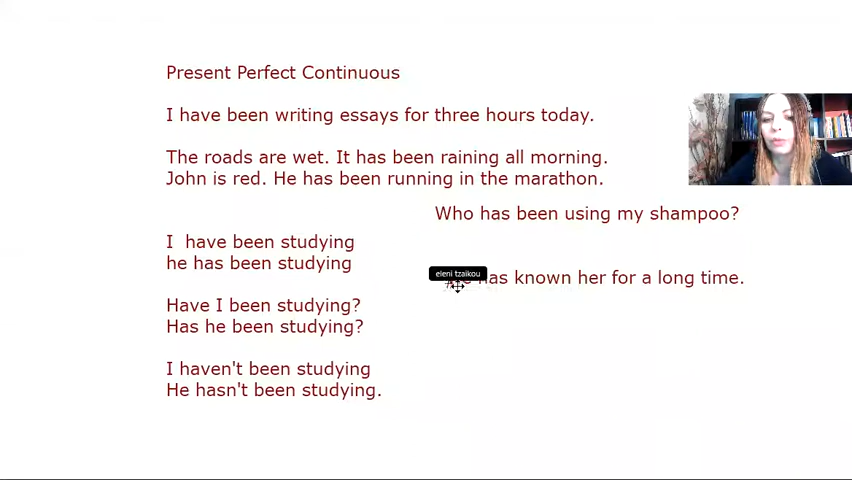 Present Perfect Continuous
I have been writing essays for three hours today.
The roads are wet. It has been raining all morning.
John is red. He has been running in the marathon.
Who has been using my shampoo?
I have been studying
he has been studying
eleni tzaikou
has known her for a long time.
Have I been studying?
Has he been studying?
I haven't been studying
He hasn't been studying.